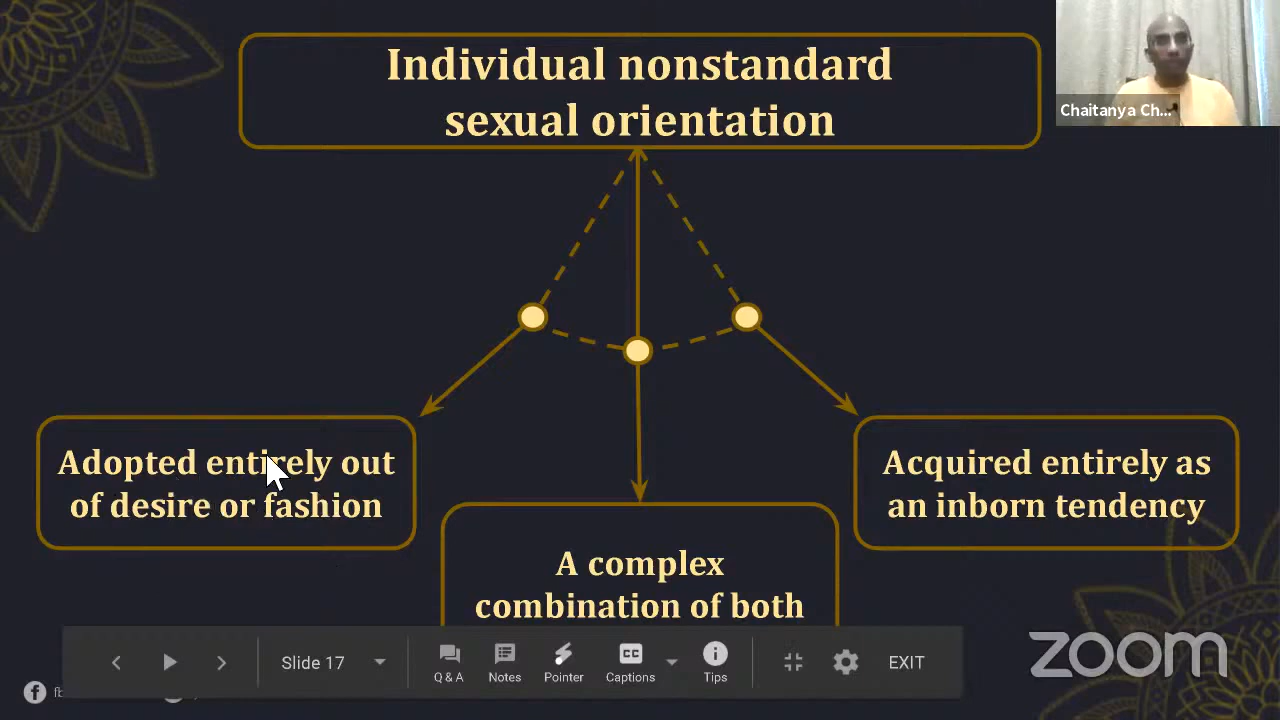 Individual nonstandard
sexual orientation
Chaitanya Ch...
Adopted entirely out
of desire or fashion
Acquired entirely as
an inborn tendency
A complex
combination of both
Slide 17
Q & A
Notes
Pointer
CC
Captions
Tips
EXIT
zoom